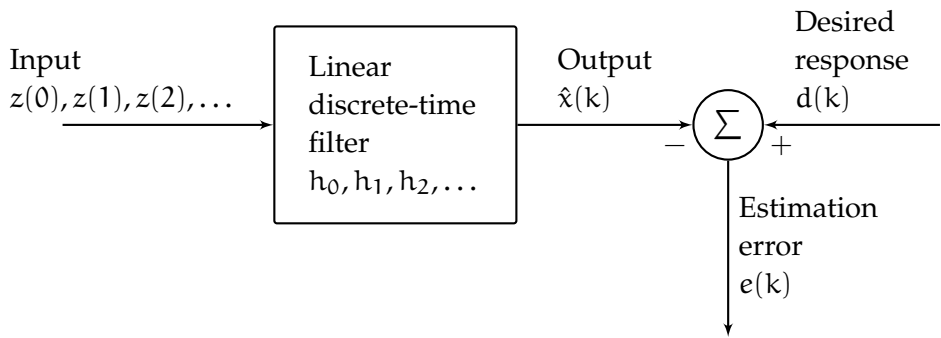 Input
z(0), z(1), z(2), . . .
Linear
discrete-time
filter
h₀, h₁, h₂, . . .
Output
x̂(k)
Desired
response
d(k)
−
Σ
+
Estimation
error
e(k)